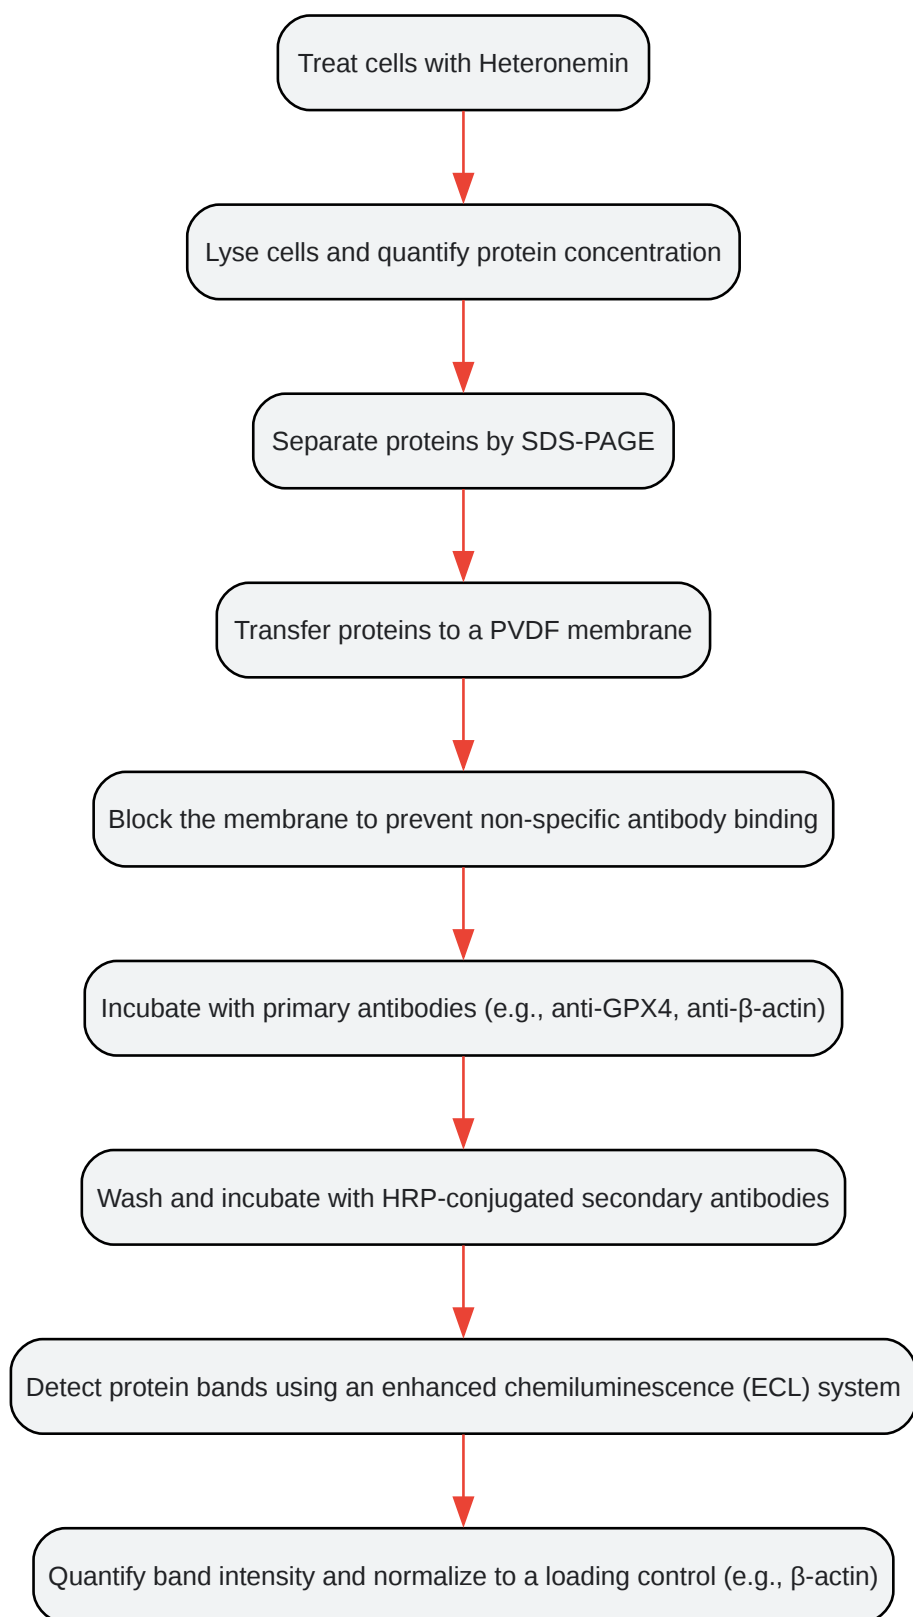 Treat cells with Heteronemin
Lyse cells and quantify protein concentration
Separate proteins by SDS-PAGE
Transfer proteins to a PVDF membrane
Block the membrane to prevent non-specific antibody binding
Incubate with primary antibodies (e.g., anti-GPX4, anti-β-actin)
Wash and incubate with HRP-conjugated secondary antibodies
Detect protein bands using an enhanced chemiluminescence (ECL) system
Quantify band intensity and normalize to a loading control (e.g., β-actin)